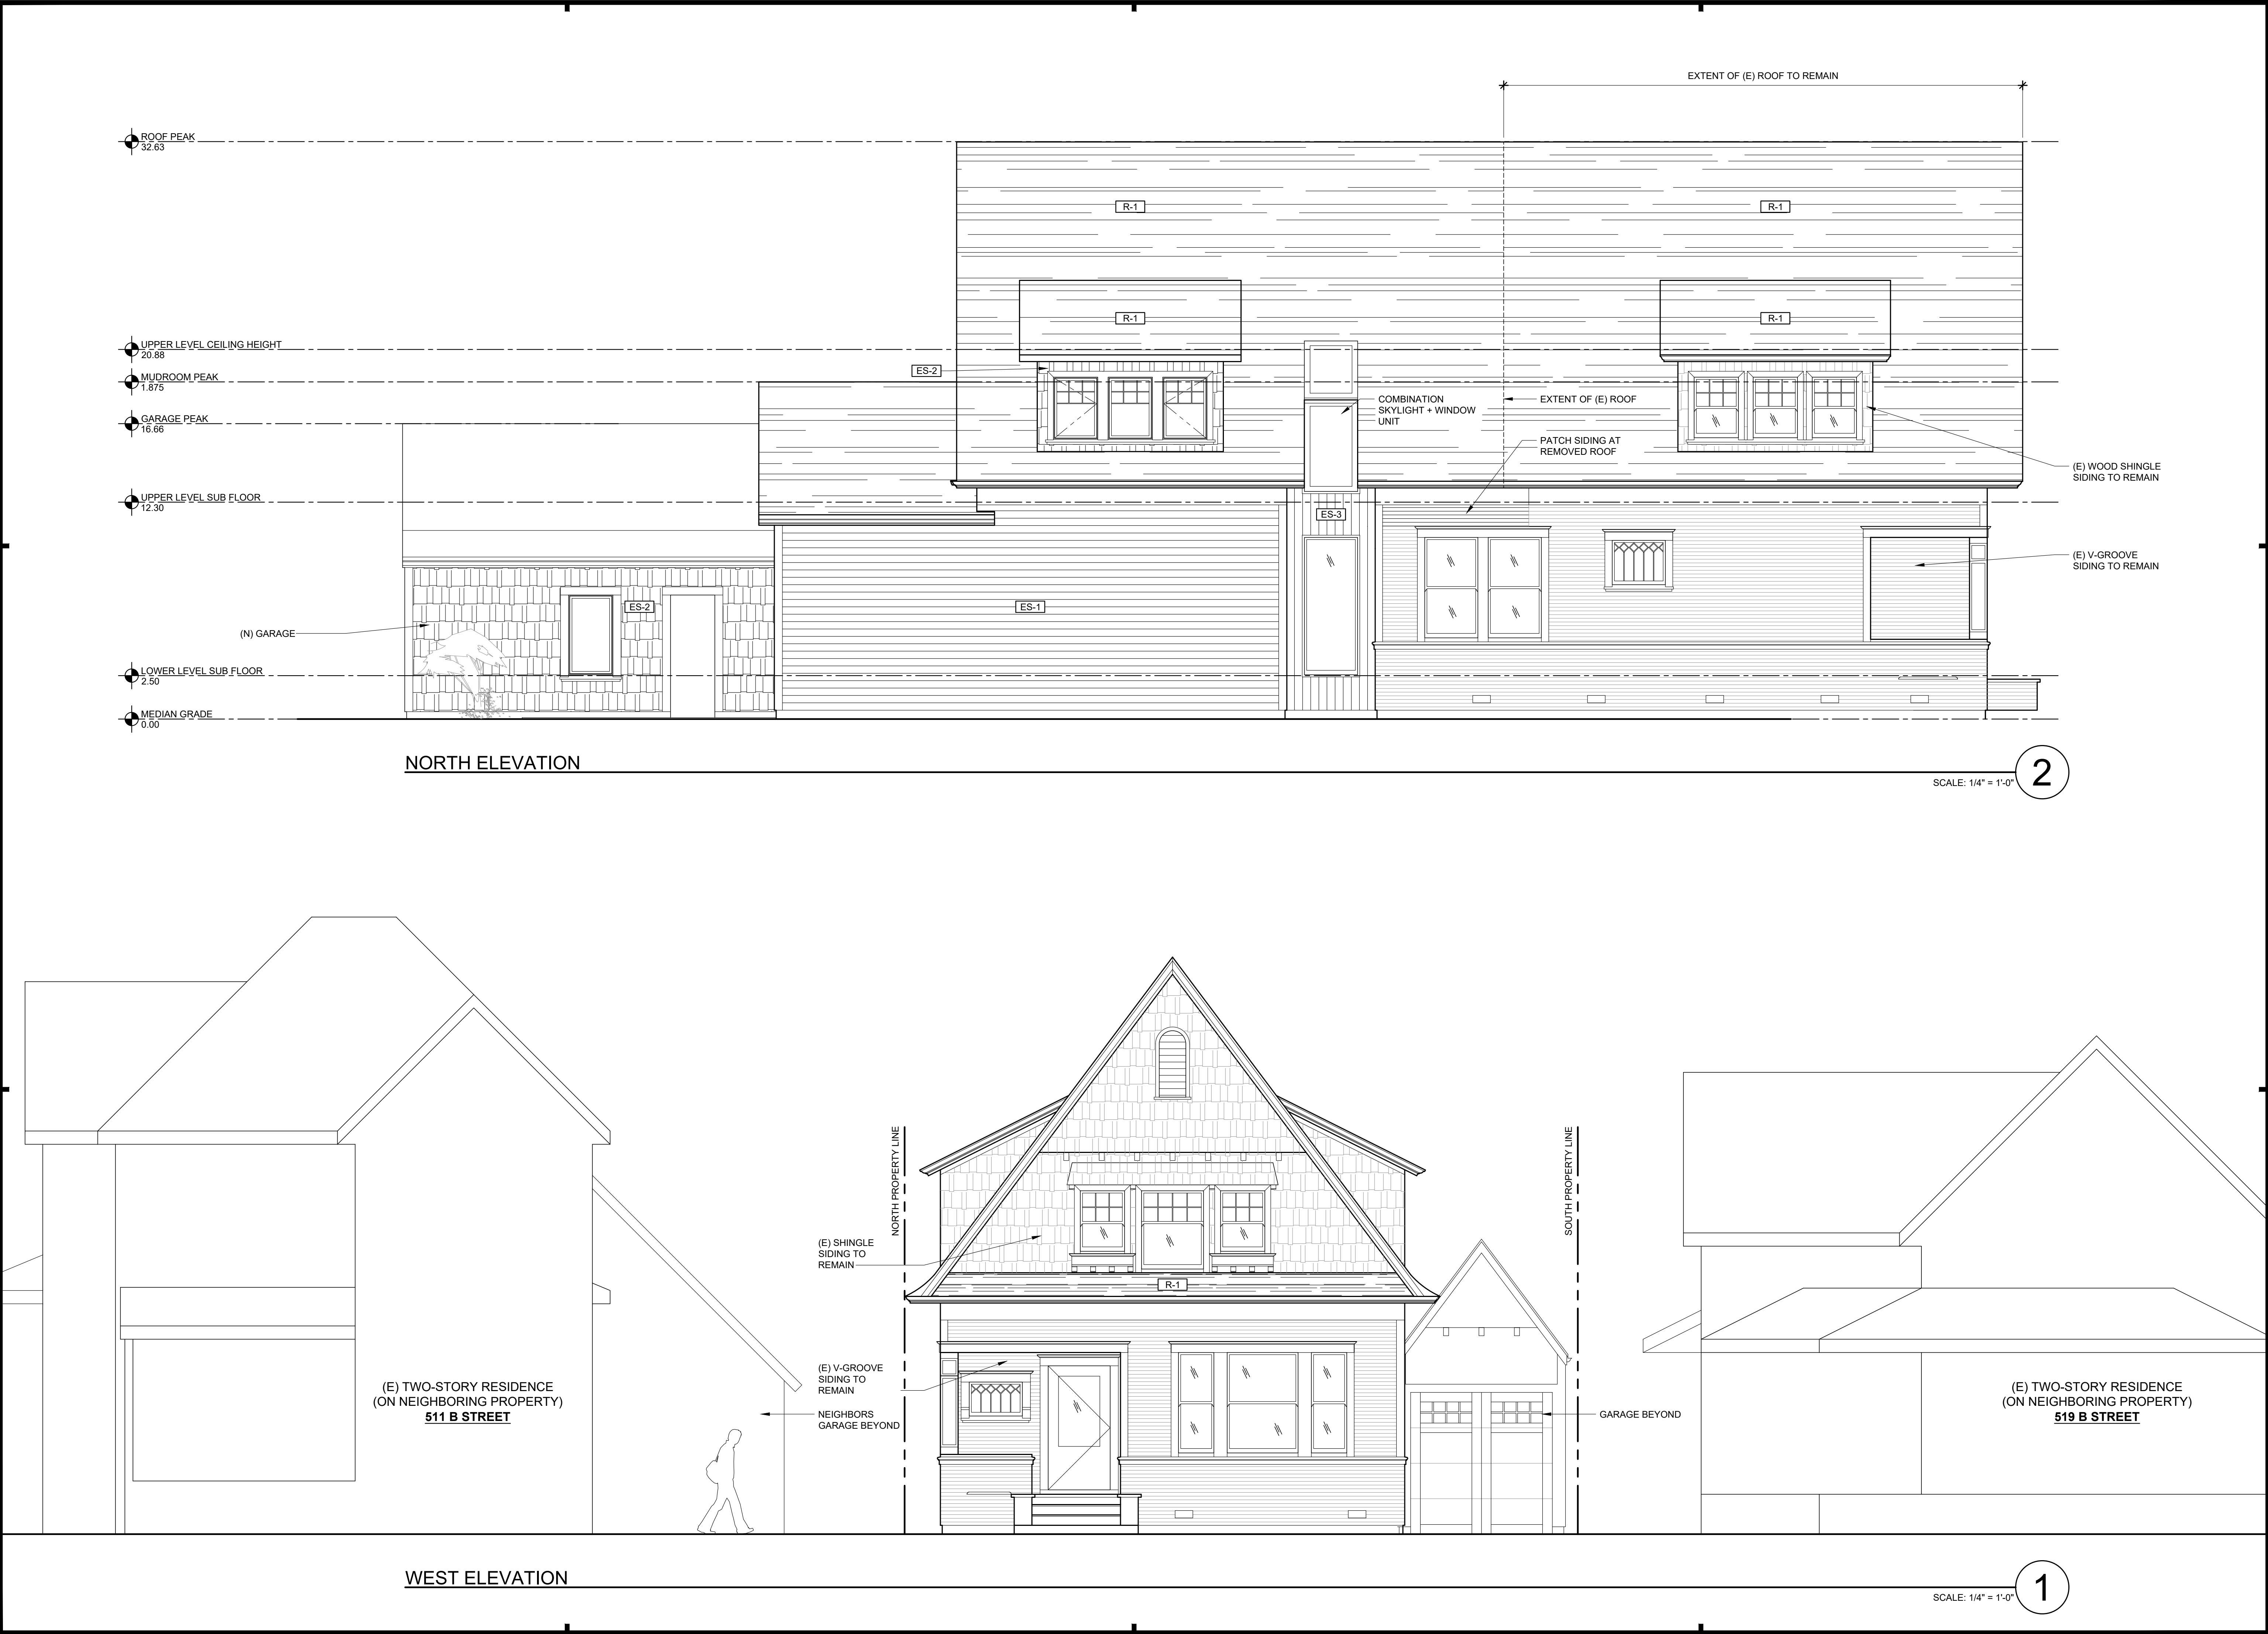 EXTENT OF (E) ROOF TO REMAIN
ROOF PEAK
32.63
R-1
R-1
R-1
R-1
UPPER LEVEL CEILING HEIGHT
20.88
ES-2
MUDROOM PEAK
1.875
COMBINATION
SKYLIGHT + WINDOW
UNIT
EXTENT OF (E) ROOF
GARAGE PEAK
16.66
PATCH SIDING AT
REMOVED ROOF
(E) WOOD SHINGLE
SIDING TO REMAIN
UPPER LEVEL SUB FLOOR
12.30
ES-3
(E) V-GROOVE
SIDING TO REMAIN
ES-2
ES-1
(N) GARAGE
LOWER LEVEL SUB FLOOR
2.50
MEDIAN GRADE
0.00
NORTH ELEVATION
SCALE: 1/4" = 1'-0"
2
NORTH PROPERTY LINE
SOUTH PROPERTY LINE
(E) SHINGLE
SIDING TO
REMAIN
R-1
(E) V-GROOVE
SIDING TO
REMAIN
(E) TWO-STORY RESIDENCE
(ON NEIGHBORING PROPERTY)
511 B STREET
NEIGHBORS
GARAGE BEYOND
GARAGE BEYOND
(E) TWO-STORY RESIDENCE
(ON NEIGHBORING PROPERTY)
519 B STREET
WEST ELEVATION
SCALE: 1/4" = 1'-0"
1